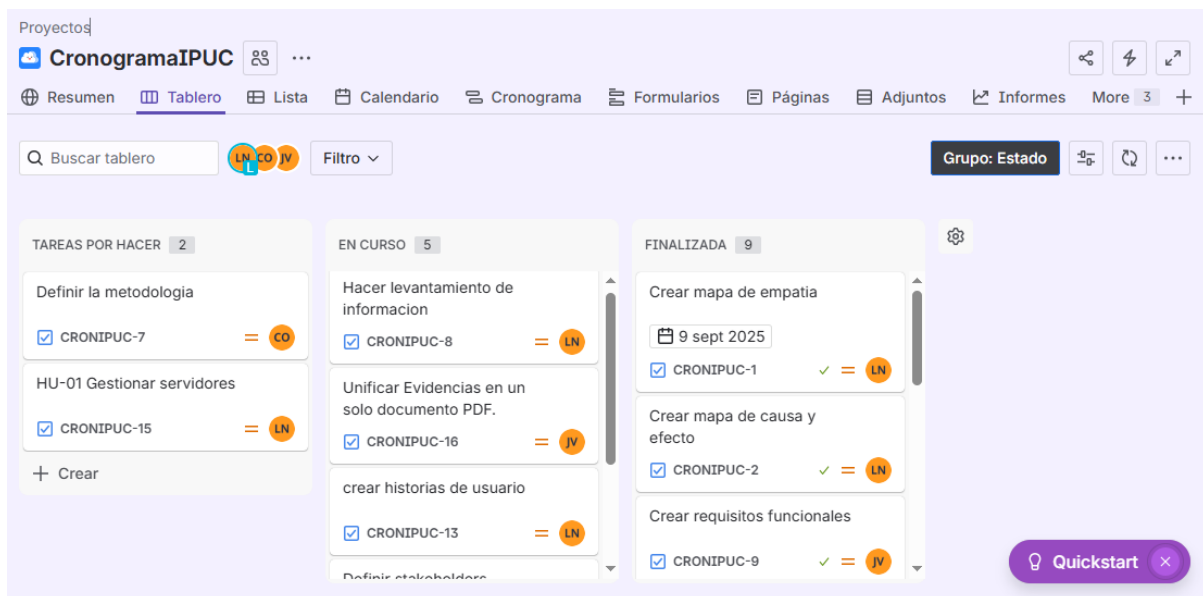 Proyectos
CronogramaIPUC
Resumen Tablero Lista Calendario Cronograma Formularios Páginas Adjuntos Informes More 3
Buscar tablero LN L CO JV Filtro Grupo: Estado
TAREAS POR HACER 2
Definir la metodologia
CRONIPUC-7 CO
HU-01 Gestionar servidores
CRONIPUC-15 LN
Crear
EN CURSO 5
Hacer levantamiento de
informacion
CRONIPUC-8 LN
Unificar Evidencias en un
solo documento PDF.
CRONIPUC-16 JV
crear historias de usuario
CRONIPUC-13 LN
Definir stakeholders
FINALIZADA 9
Crear mapa de empatia
9 sept 2025
CRONIPUC-1 LN
Crear mapa de causa y
efecto
CRONIPUC-2 LN
Crear requisitos funcionales
CRONIPUC-9 JV
Quickstart